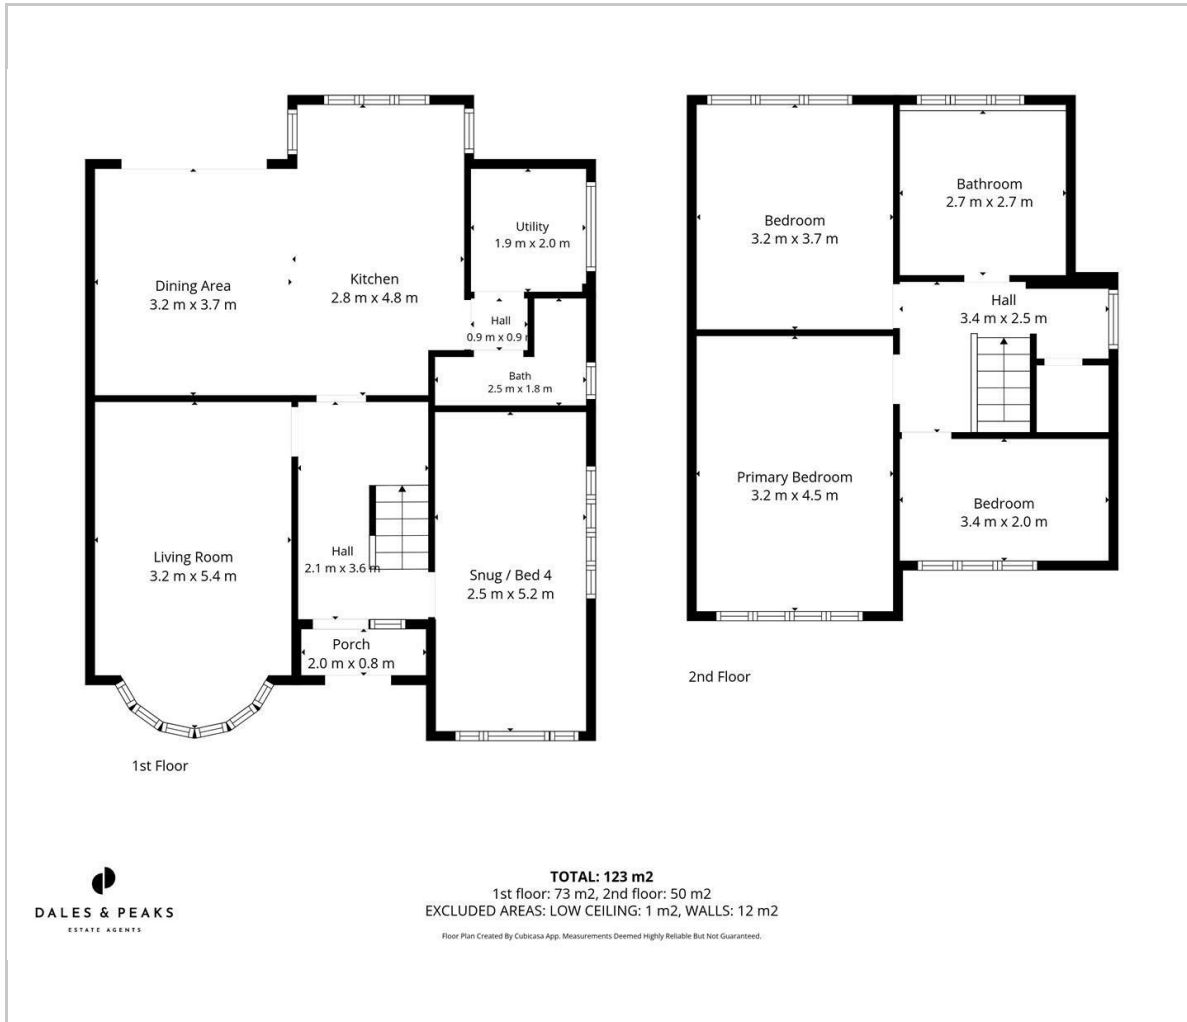 Dining Area
3.2 m x 3.7 m
Kitchen
2.8 m x 4.8 m
Utility
1.9 m x 2.0 m
Hall
0.9 m x 0.9 m
Bath
2.5 m x 1.8 m
Living Room
3.2 m x 5.4 m
Hall
2.1 m x 3.6 m
Snug / Bed 4
2.5 m x 5.2 m
Porch
2.0 m x 0.8 m
1st Floor
Bedroom
3.2 m x 3.7 m
Bathroom
2.7 m x 2.7 m
Hall
3.4 m x 2.5 m
Primary Bedroom
3.2 m x 4.5 m
Bedroom
3.4 m x 2.0 m
2nd Floor
DALES & PEAKS
ESTATE AGENTS
TOTAL: 123 m2
1st floor: 73 m2, 2nd floor: 50 m2
EXCLUDED AREAS: LOW CEILING: 1 m2, WALLS: 12 m2
Floor Plan Created By Cubicasa App. Measurements Deemed Highly Reliable But Not Guaranteed.